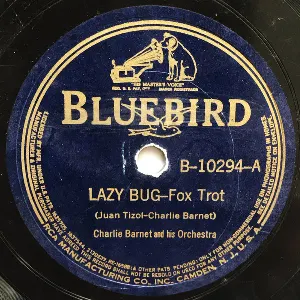 "HIS MASTER'S VOICE"
BLUEBIRD
B-10294-A
LAZY BUG-Fox Trot
(Juan Tizol-Charlie Barnet)
Charlie Barnet and his Orchestra
RCA MANUFACTURING CO. INC., CAMDEN, N.J., U.S.A.